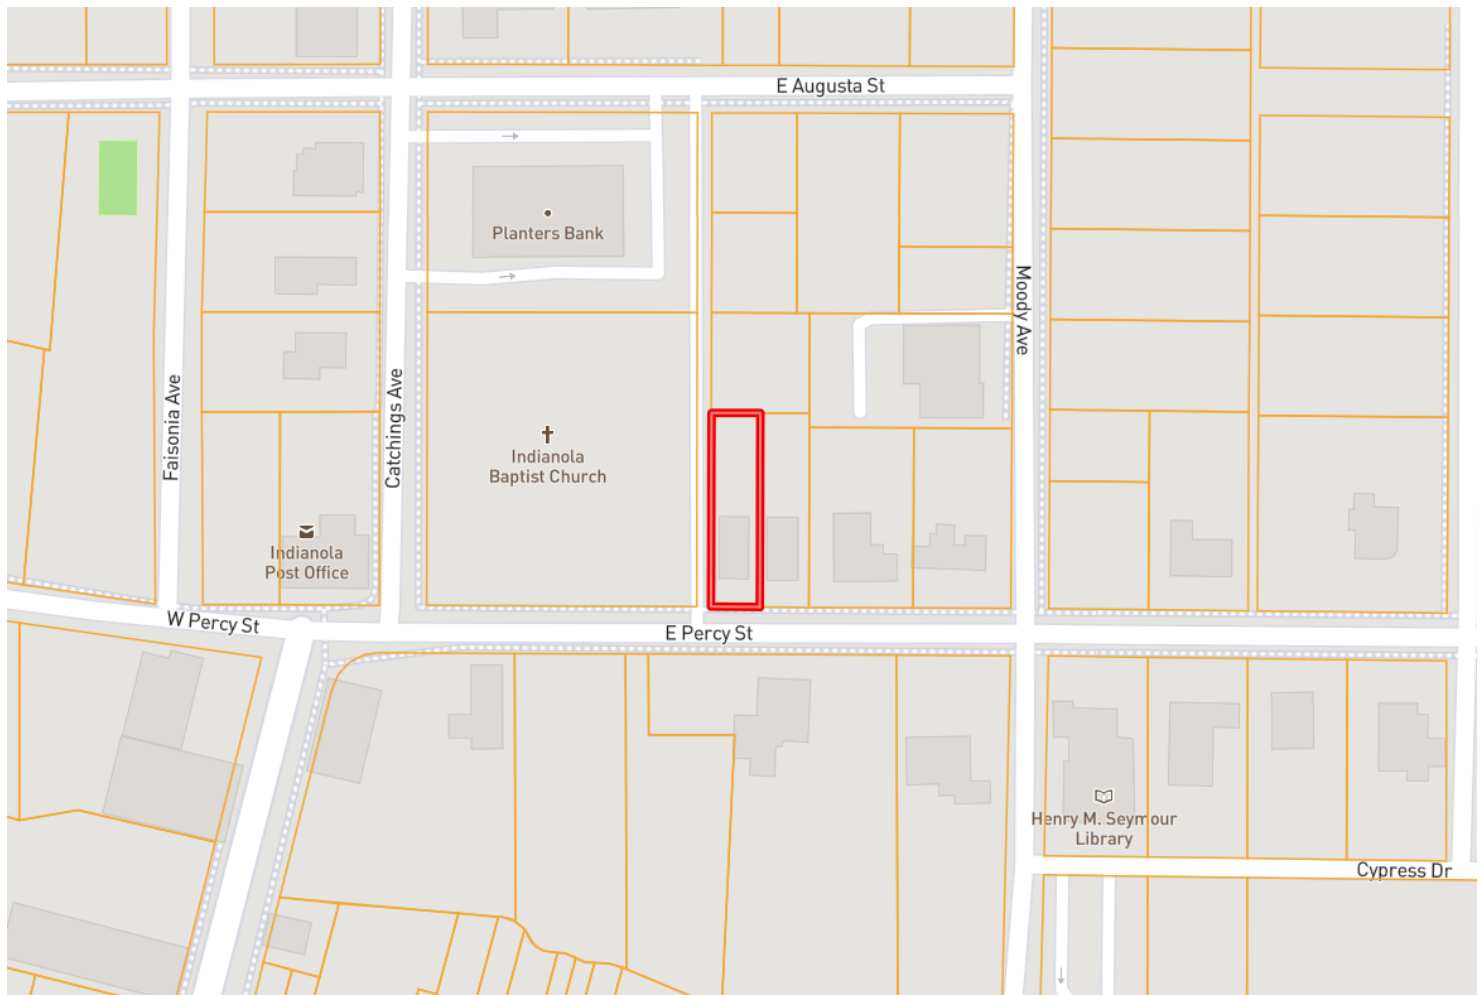 E Augusta St
Planters Bank
Moody Ave
Faisonia Ave
Catchings Ave
Indianola
Baptist Church
Indianola
Post Office
W Percy St
E Percy St
Henry M. Seymour
Library
Cypress Dr